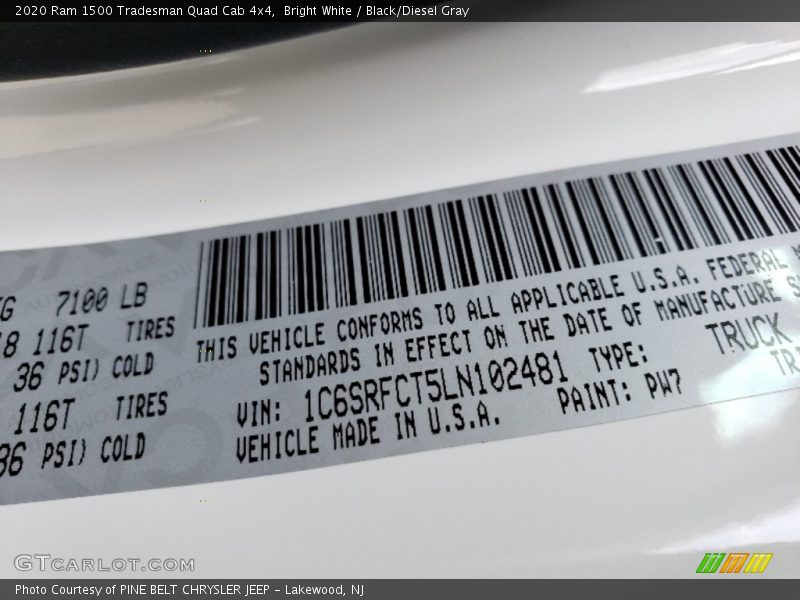 2020 Ram 1500 Tradesman Quad Cab 4x4,  Bright White / Black/Diesel Gray
7100 LB
116T TIRES
36 PSI) COLD
116T TIRES
36 PSI) COLD
THIS VEHICLE CONFORMS TO ALL APPLICABLE U.S.A. FEDERAL
STANDARDS IN EFFECT ON THE DATE OF MANUFACTURE
VIN: 1C6SRFCT5LN102481 TYPE: TRUCK
VEHICLE MADE IN U.S.A. PAINT: PW7
GTCARLOT.COM
Photo Courtesy of PINE BELT CHRYSLER JEEP - Lakewood, NJ